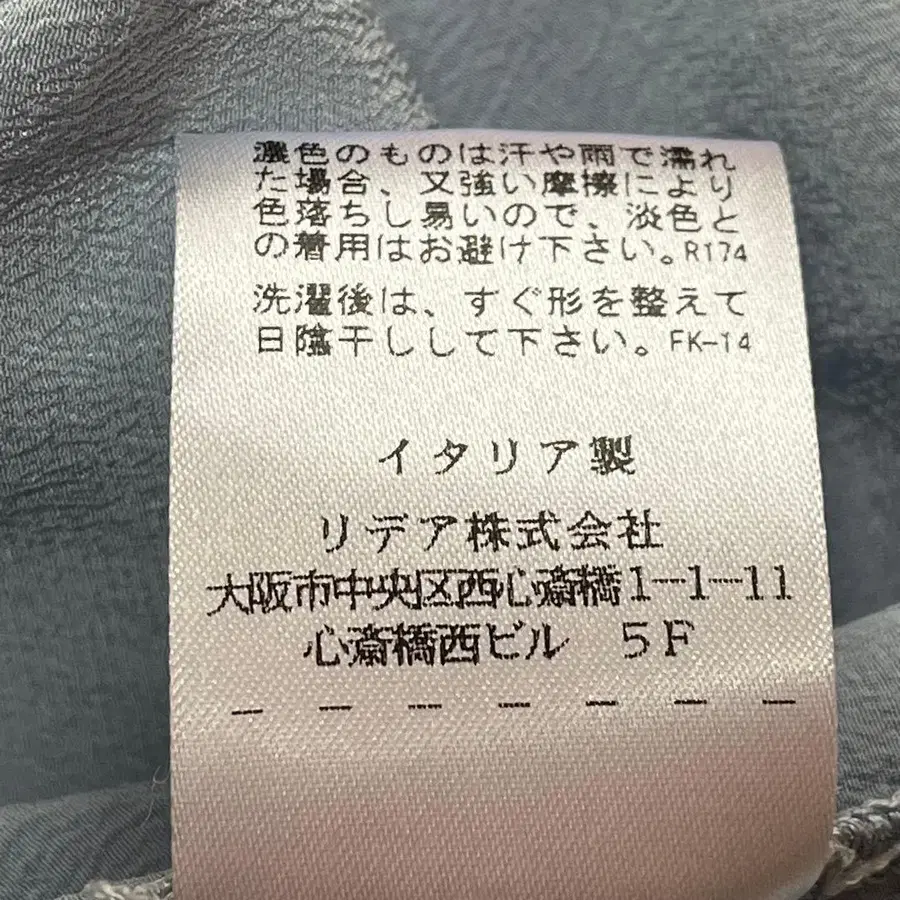 濃色のものは汗や雨で濡れ
た場合、又強い摩擦により
色落ちし易いので、淡色と
の着用はお避け下さい。R174
洗濯後は、すぐ形を整えて
日陰干しして下さい。FK-14
イタリア製
リデア株式会社
大阪市中央区西心斎橋1-1-11
心斎橋西ビル 5F